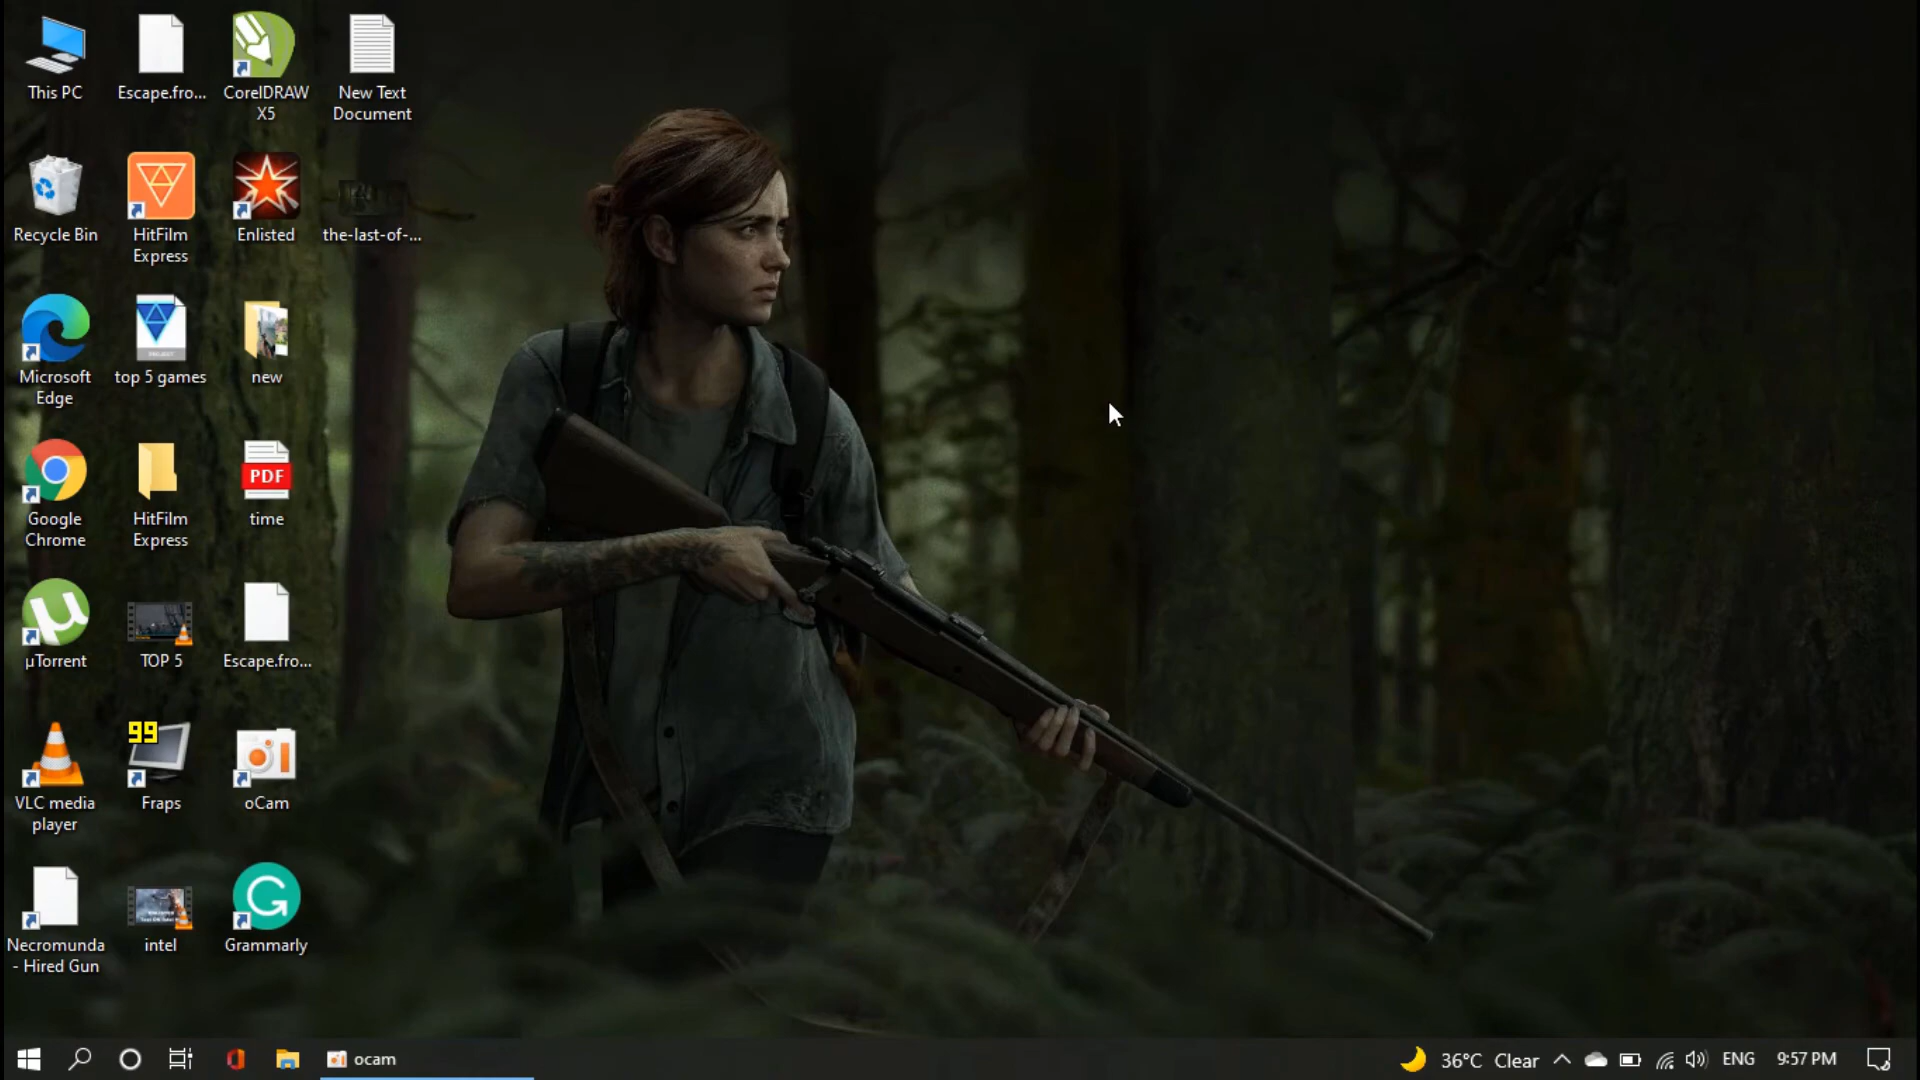 This PC
Escape.fro...
CorelDRAW
X5
New Text
Document
Recycle Bin
HitFilm
Express
Enlisted
the-last-of-...
Microsoft
Edge
top 5 games
new
Google
Chrome
HitFilm
Express
PDF
time
µTorrent
TOP 5
Escape.fro...
VLC media
player
99
Fraps
oCam
Necromunda
- Hired Gun
intel
Grammarly
ocam
36°C Clear
ENG
9:57 PM